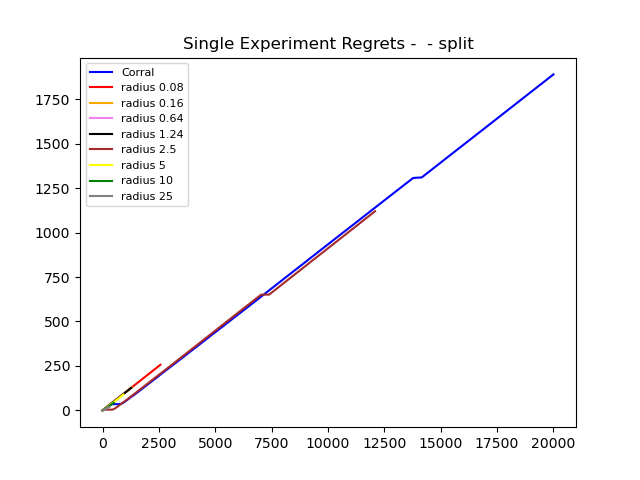 Single Experiment Regrets -  - split
Corral
radius 0.08
radius 0.16
radius 0.64
radius 1.24
radius 2.5
radius 5
radius 10
radius 25
1750
1500
1250
1000
750
500
250
0
0 2500 5000 7500 10000 12500 15000 17500 20000